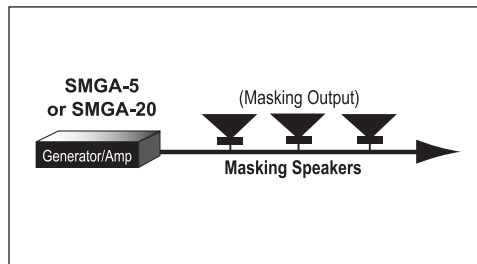 SMGA-5
or SMGA-20
(Masking Output)
Generator/Amp
Masking Speakers